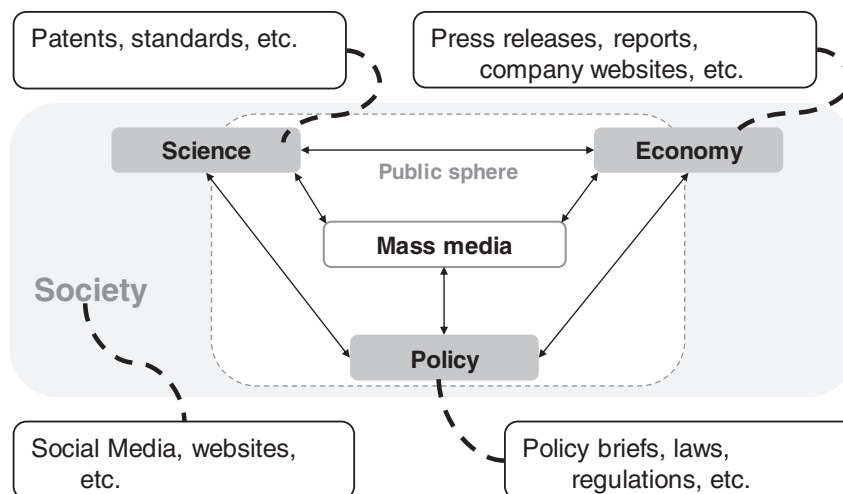 Patents, standards, etc.
Press releases, reports,
company websites, etc.
Science
Economy
Public sphere
Mass media
Society
Policy
Social Media, websites,
etc.
Policy briefs, laws,
regulations, etc.